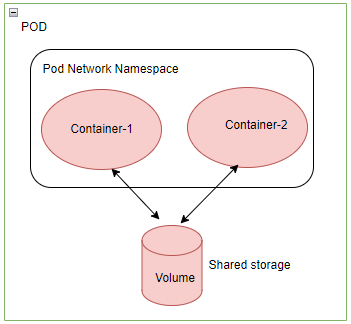 POD
Pod Network Namespace
Container-1
Container-2
Shared storage
Volume